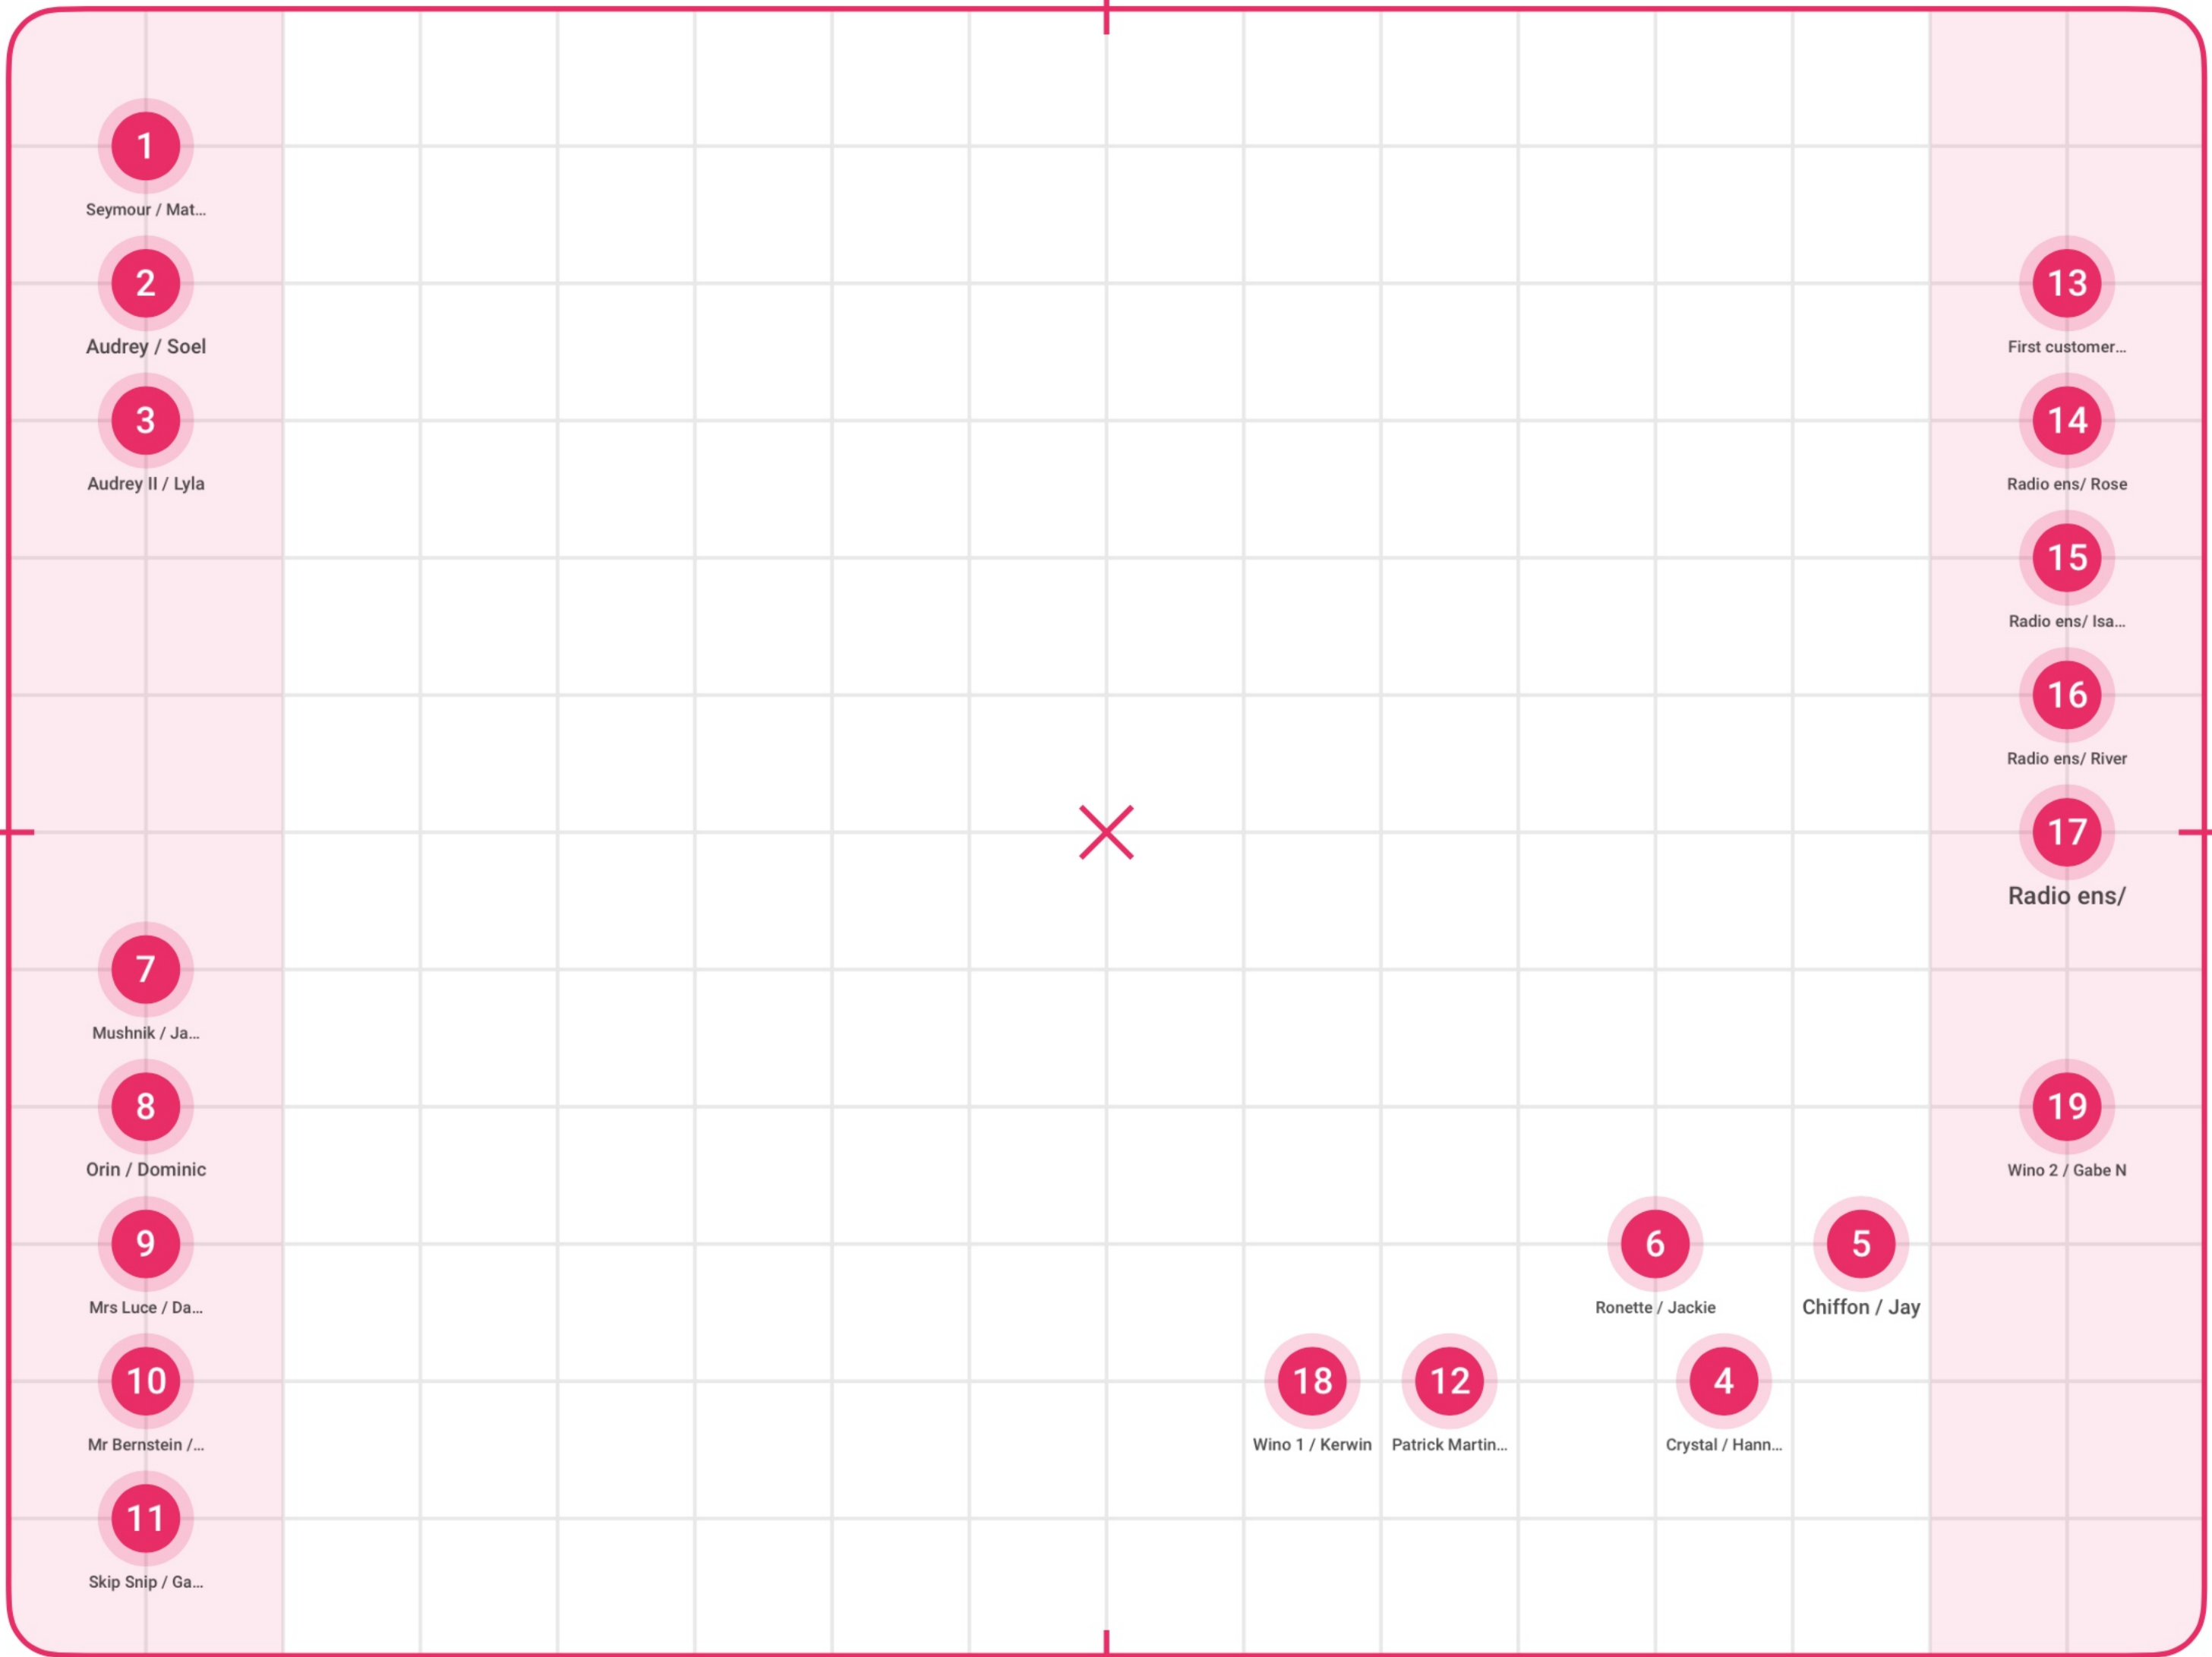 1
Seymour / Mat...
2
Audrey / Soel
13
First customer...
3
Audrey II / Lyla
14
Radio ens/ Rose
15
Radio ens/ Isa...
16
Radio ens/ River
17
Radio ens/
7
Mushnik / Ja...
8
Orin / Dominic
19
Wino 2 / Gabe N
9
Mrs Luce / Da...
6
Ronette / Jackie
5
Chiffon / Jay
10
Mr Bernstein /...
18
Wino 1 / Kerwin
12
Patrick Martin...
4
Crystal / Hann...
11
Skip Snip / Ga...